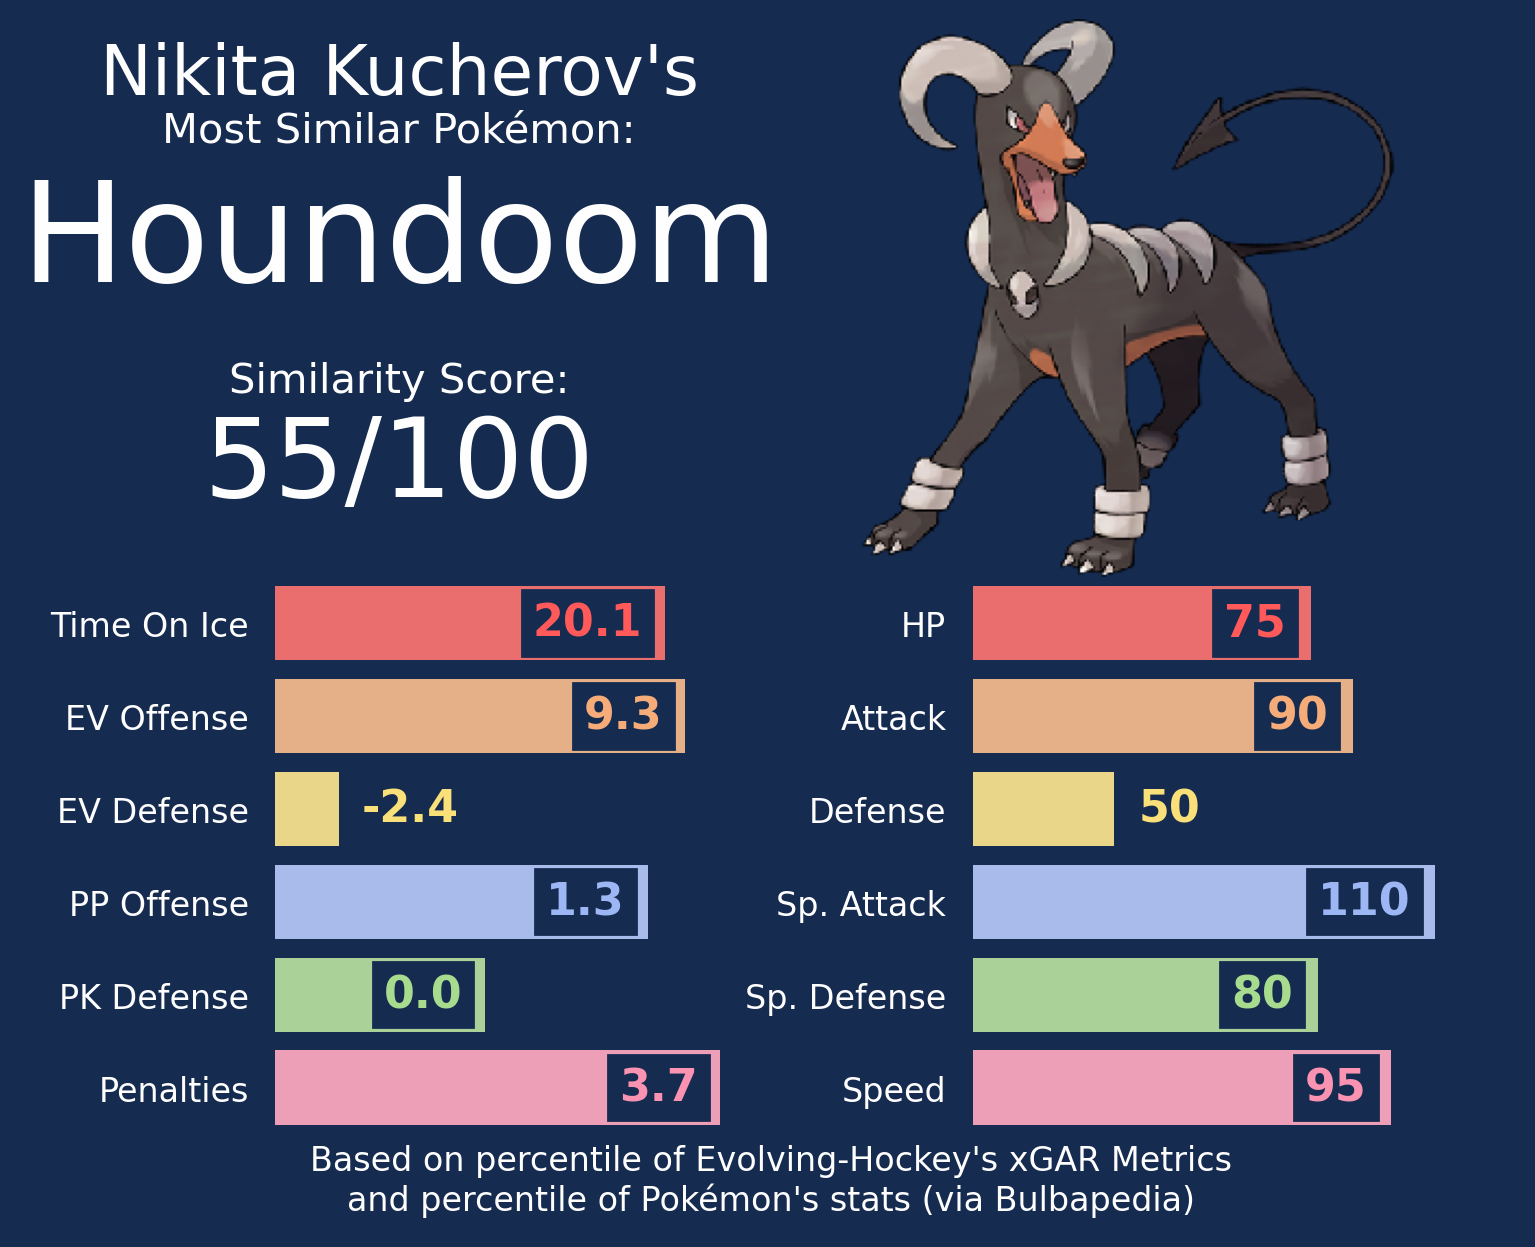 Nikita Kucherov's
Most Similar Pokémon:
Houndoom
Similarity Score:
55/100
Time On Ice 20.1
EV Offense 9.3
EV Defense -2.4
PP Offense 1.3
PK Defense 0.0
Penalties 3.7
HP 75
Attack 90
Defense 50
Sp. Attack 110
Sp. Defense 80
Speed 95
Based on percentile of Evolving-Hockey's xGAR Metrics
and percentile of Pokémon's stats (via Bulbapedia)